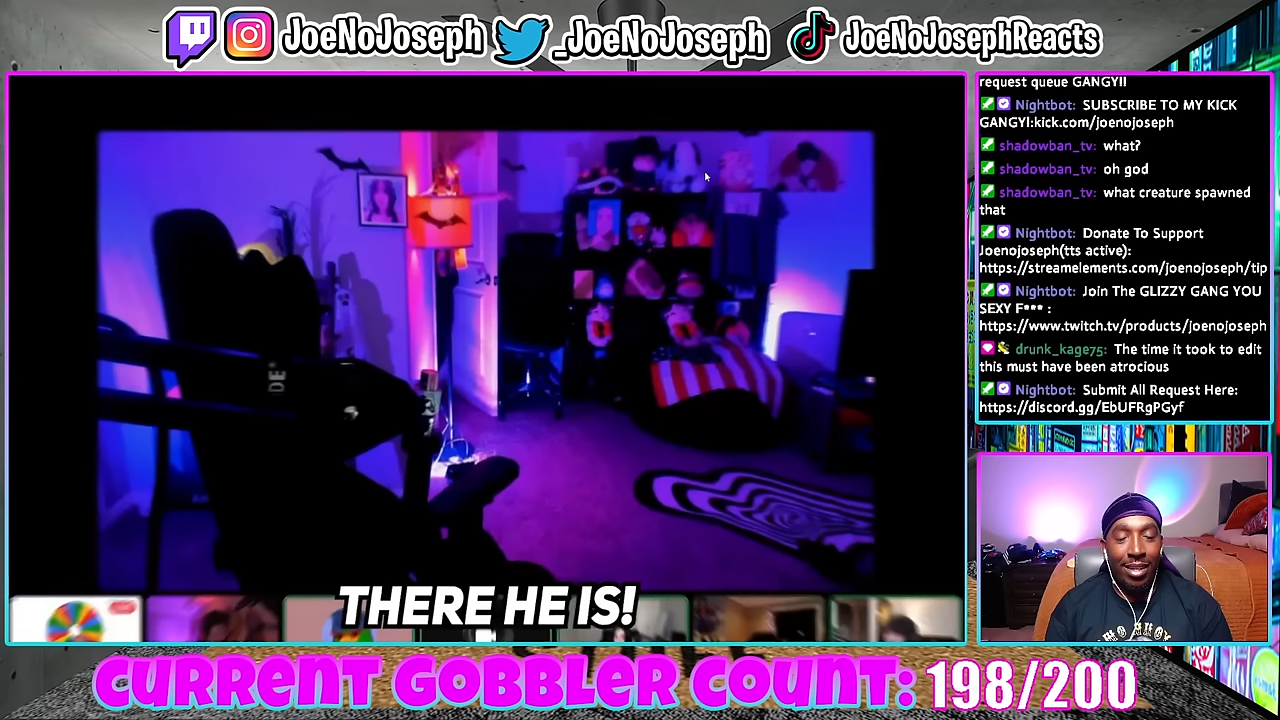 JoeNoJoseph
_JoeNoJoseph
JoeNoJosephReacts
request queue GANGYII
Nightbot: SUBSCRIBE TO MY KICK
GANGYI:kick.com/joenojoseph
shadowban_tv: what?
shadowban_tv: oh god
shadowban_tv: what creature spawned
that
Nightbot: Donate To Support
Joenojoseph(tts active):
https://streamelements.com/joenojoseph/tip
Nightbot: Join The GLIZZY GANG YOU
SEXY F*** :
https://www.twitch.tv/products/joenojoseph
drunk_kage75: The time it took to edit
this must have been atrocious
Nightbot: Submit All Request Here:
https://discord.gg/EbUFRgPGyf
THERE HE IS!
CURRENT GOBBLER COUNT: 198/200